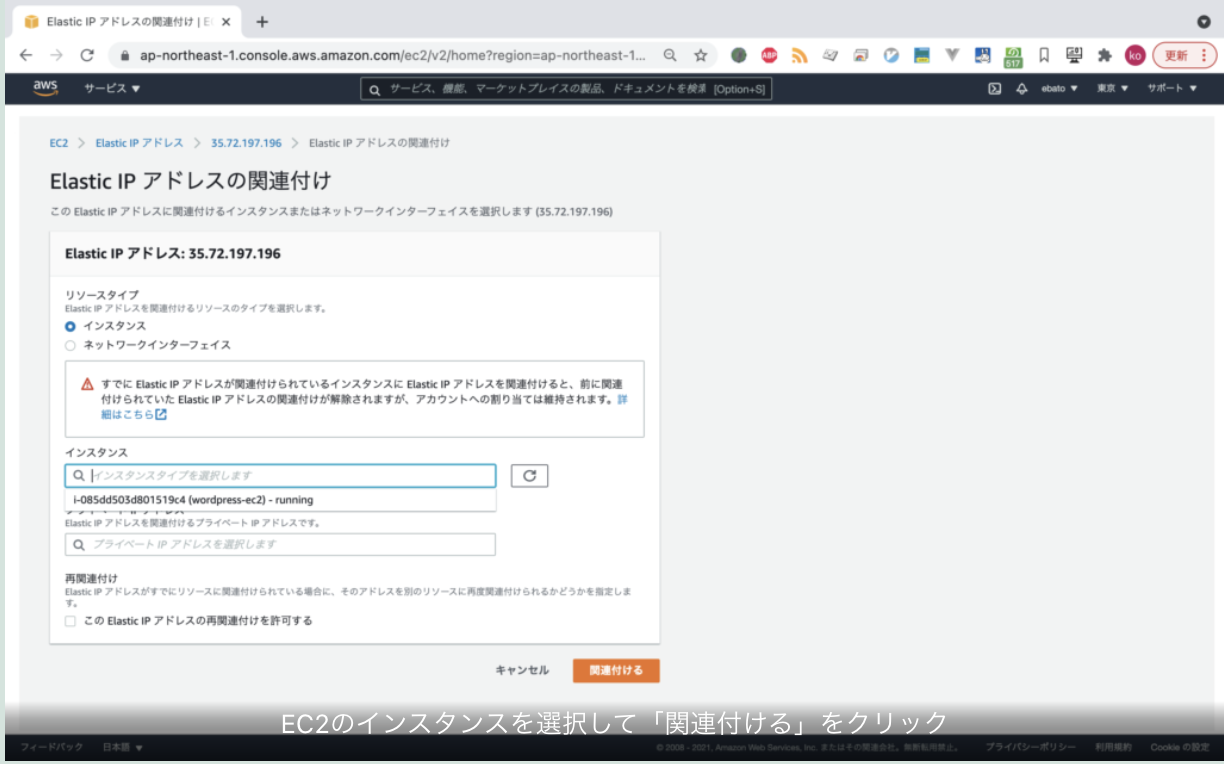 Elastic IP アドレスの関連付け | EC
ap-northeast-1.console.aws.amazon.com/ec2/v2/home?region=ap-northeast-1...
ABP
517
ko
更新
aws
サービス ▼
サービス、機能、マーケットプレイスの製品、ドキュメントを検索 [Option+S]
ebato ▼
東京 ▼
サポート ▼
EC2 > Elastic IP アドレス > 35.72.197.196 > Elastic IP アドレスの関連付け
Elastic IP アドレスの関連付け
この Elastic IP アドレスに関連付けるインスタンスまたはネットワークインターフェイスを選択します (35.72.197.196)
Elastic IP アドレス: 35.72.197.196
リソースタイプ
Elastic IP アドレスを関連付けるリソースのタイプを選択します。
インスタンス
ネットワークインターフェイス
すでに Elastic IP アドレスが関連付けられているインスタンスに Elastic IP アドレスを関連付けると、前に関連
付けられていた Elastic IP アドレスの関連付けが解除されますが、アカウントへの割り当ては維持されます。詳
細はこちら
インスタンス
インスタンスタイプを選択します
i-085dd503d801519c4 (wordpress-ec2) - running
Elastic IP アドレスを関連付けるプライベート IP アドレスです。
プライベート IP アドレスを選択します
再関連付け
Elastic IP アドレスがすでにリソースに関連付けられている場合に、そのアドレスを別のリソースに再度関連付けられるかどうかを指定しま
す。
この Elastic IP アドレスの再関連付けを許可する
キャンセル
関連付ける
EC2のインスタンスを選択して「関連付ける」をクリック
フィードバック
日本語 ▼
© 2008 - 2021, Amazon Web Services, Inc. またはその関連会社。無断転用禁止。
プライバシーポリシー
利用規約
Cookie の設定